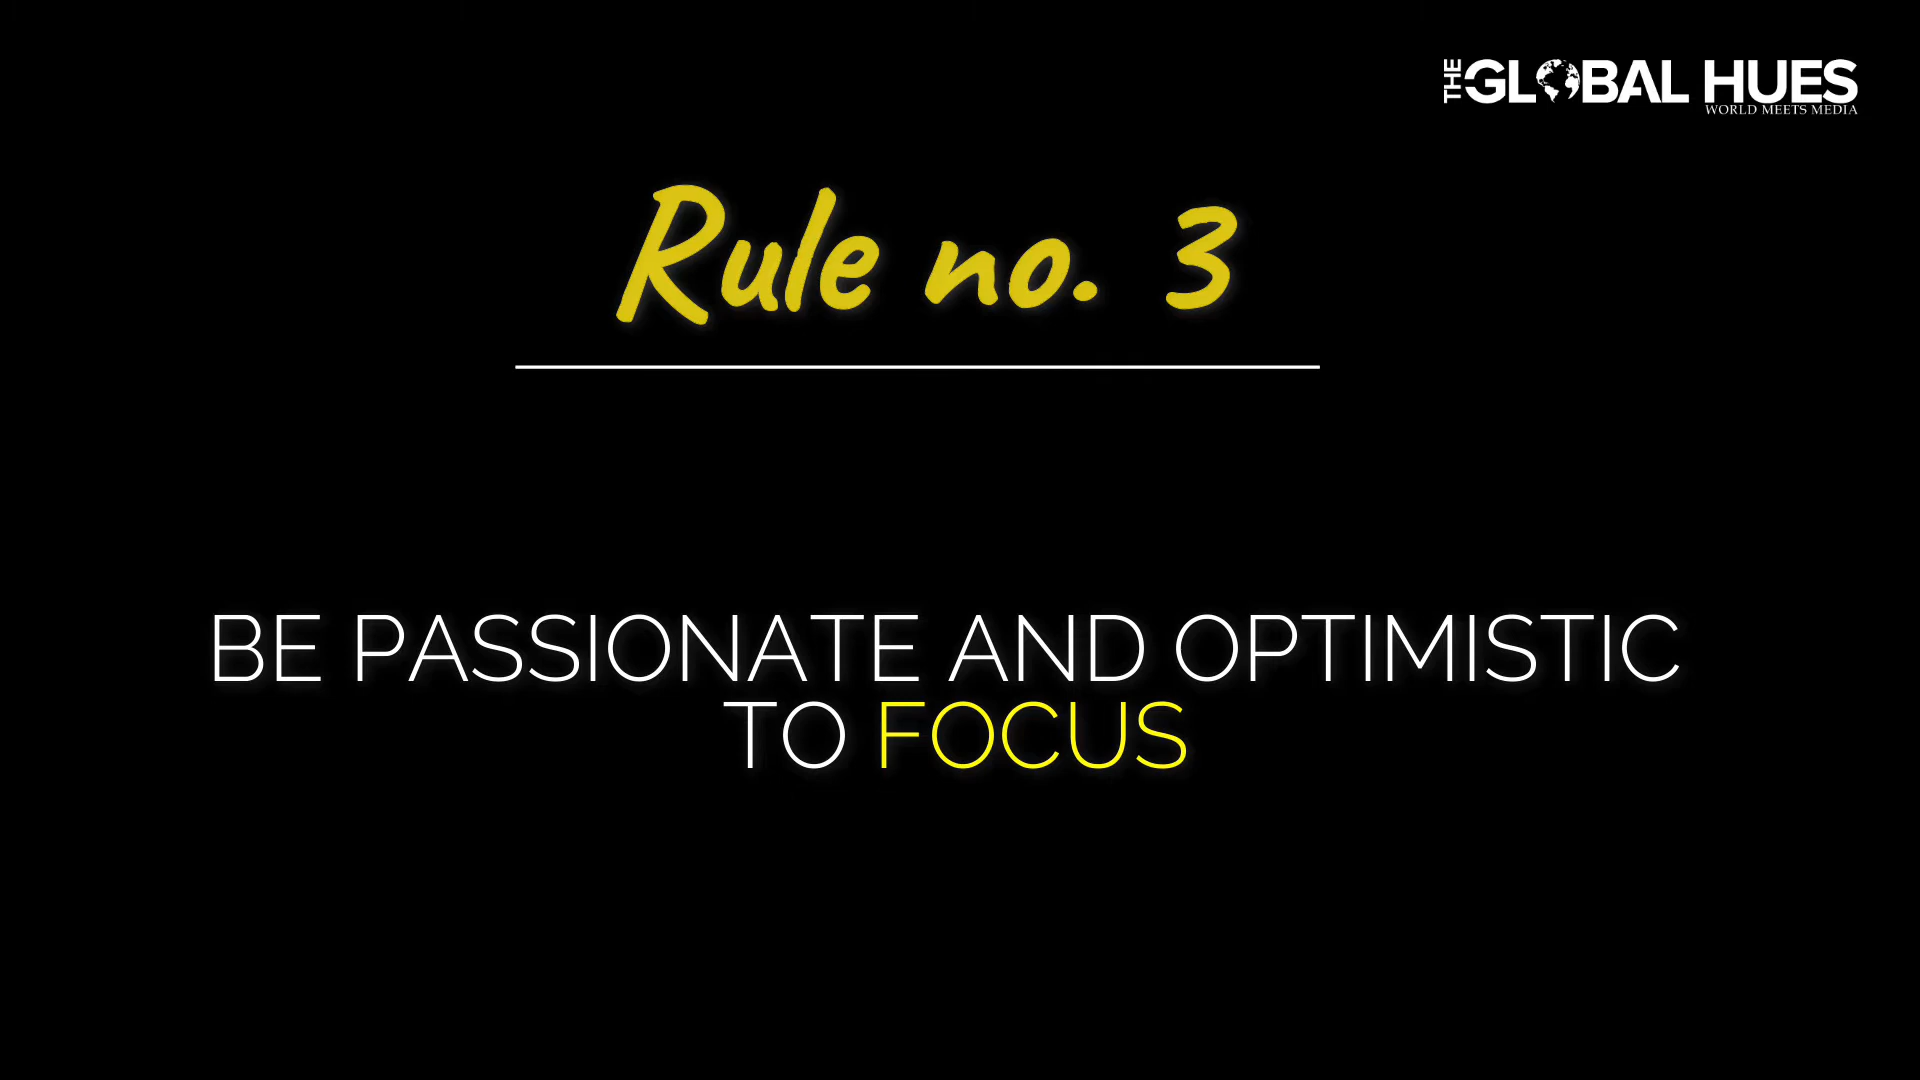 THE GLOBAL HUES
WORLD MEETS MEDIA
Rule no. 3
BE PASSIONATE AND OPTIMISTIC
TO FOCUS